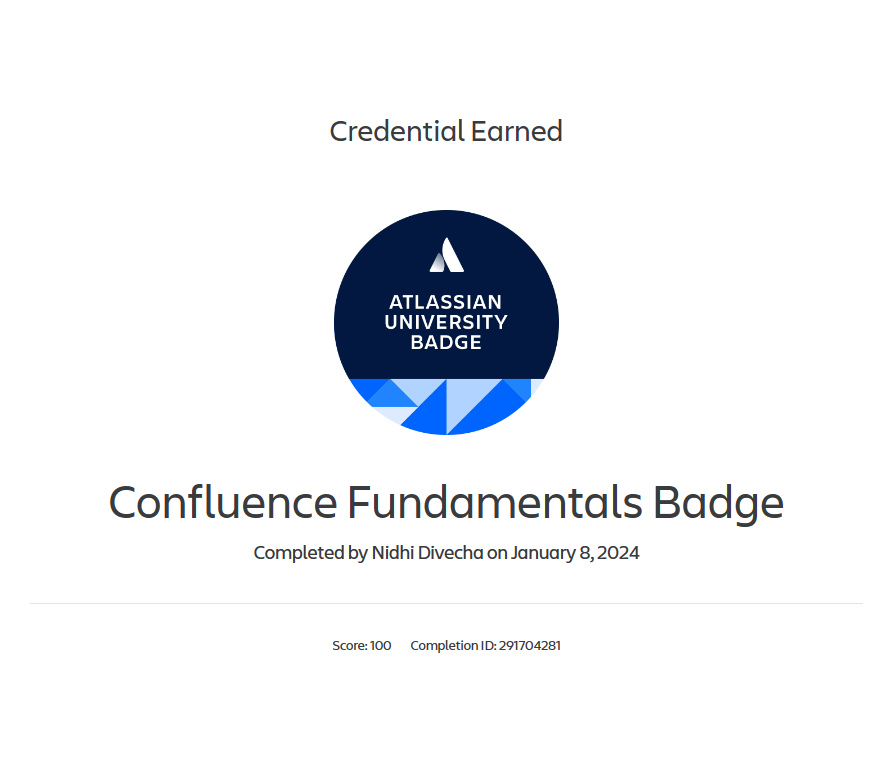 Credential Earned
ATLASSIAN
UNIVERSITY
BADGE
Confluence Fundamentals Badge
Completed by Nidhi Divecha on January 8, 2024
Score: 100 Completion ID: 291704281